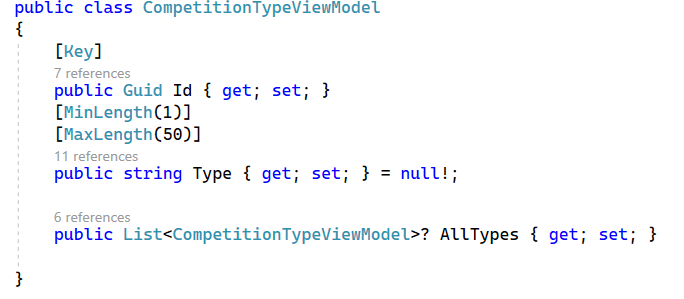 public class CompetitionTypeViewModel
{
[Key]
7 references
public Guid Id { get; set; }
[MinLength(1)]
[MaxLength(50)]
11 references
public string Type { get; set; } = null!;
6 references
public List<CompetitionTypeViewModel>? AllTypes { get; set; }
}